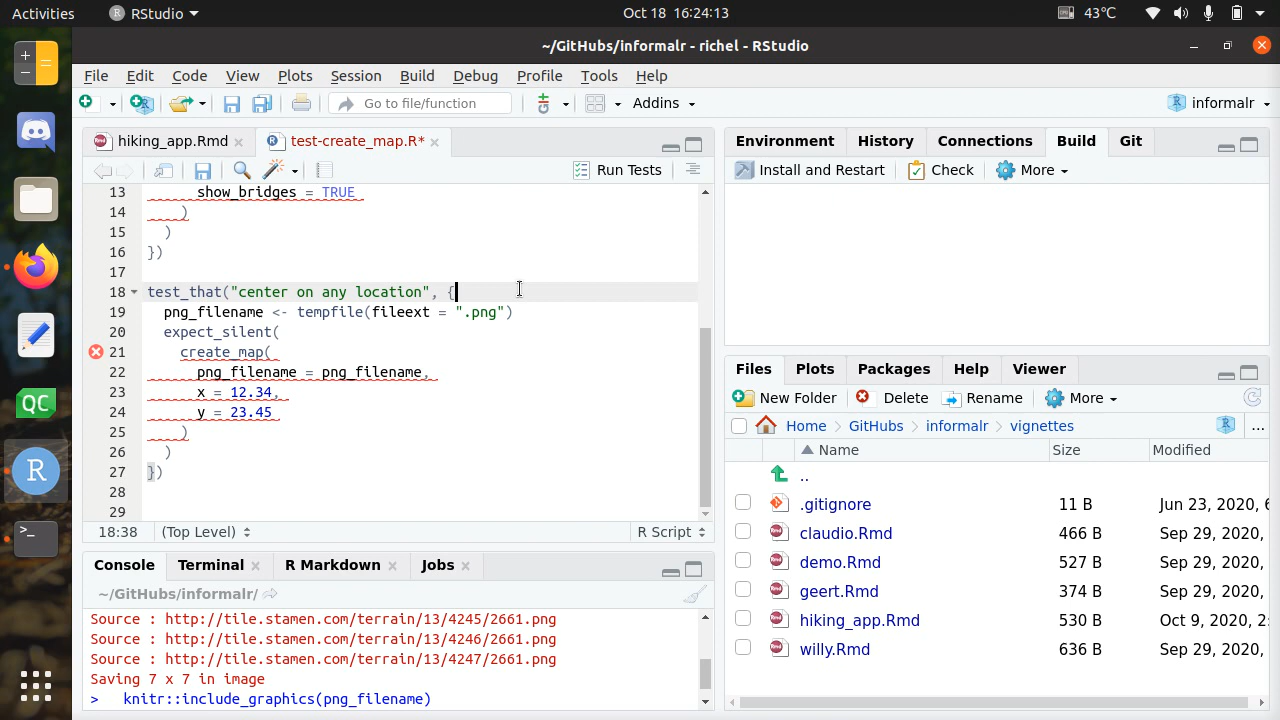 Activities RStudio Oct 18 16:24:13 43°C
~/GitHubs/informalr - richel - RStudio
File Edit Code View Plots Session Build Debug Profile Tools Help
Go to file/function Addins informalr
hiking_app.Rmd test-create_map.R*
Run Tests
13 show_bridges = TRUE
14 )
15 )
16 })
17
18 test_that("center on any location", {
19 png_filename <- tempfile(fileext = ".png")
20 expect_silent(
21 create_map(
22 png_filename = png_filename,
23 x = 12.34,
24 y = 23.45
25 )
26 )
27 })
28
29
18:38 (Top Level) R Script
Console Terminal R Markdown Jobs
~/GitHubs/informalr/
Source : http://tile.stamen.com/terrain/13/4245/2661.png
Source : http://tile.stamen.com/terrain/13/4246/2661.png
Source : http://tile.stamen.com/terrain/13/4247/2661.png
Saving 7 x 7 in image
> knitr::include_graphics(png_filename)
Environment History Connections Build Git
Install and Restart Check More
Files Plots Packages Help Viewer
New Folder Delete Rename More
Home GitHubs informalr vignettes ...
Name Size Modified
..
.gitignore 11 B Jun 23, 2020, 6
claudio.Rmd 466 B Sep 29, 2020,
demo.Rmd 527 B Sep 29, 2020,
geert.Rmd 374 B Sep 29, 2020,
hiking_app.Rmd 530 B Oct 9, 2020, 2:
willy.Rmd 636 B Sep 29, 2020,
QC
R
>_